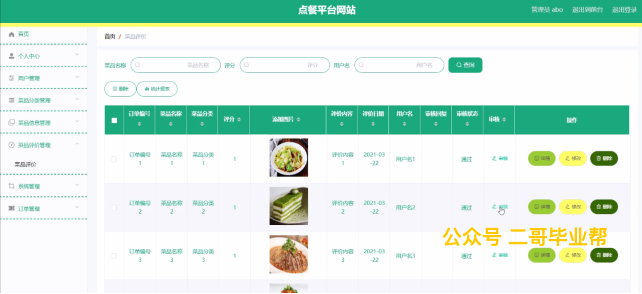 点餐平台网站
管理员 abo 退出到前台 退出登录
首页
首页 / 菜品评价
个人中心
用户管理
菜品分类管理
菜品信息管理
菜品评价管理
菜品评价
系统管理
订单管理
菜品名称 菜品名称 评分 评分 用户名 用户名 查询
删除 统计报表
订单编号 菜品名称 菜品分类 评分 添加图片 评价内容 评价日期 用户名 审核回复 审核状态 审核 操作
订单编号1 菜品名称1 菜品分类1 1 评价内容1 2021-03-22 用户名1 通过 审核 详情 修改 删除
订单编号2 菜品名称2 菜品分类2 1 评价内容2 2021-03-22 用户名2 通过 审核 详情 修改 删除
订单编号3 菜品名称3 菜品分类3 1 评价内容3 2021-03-22 用户名3 通过 审核 详情 修改 删除
公众号 二哥毕业帮